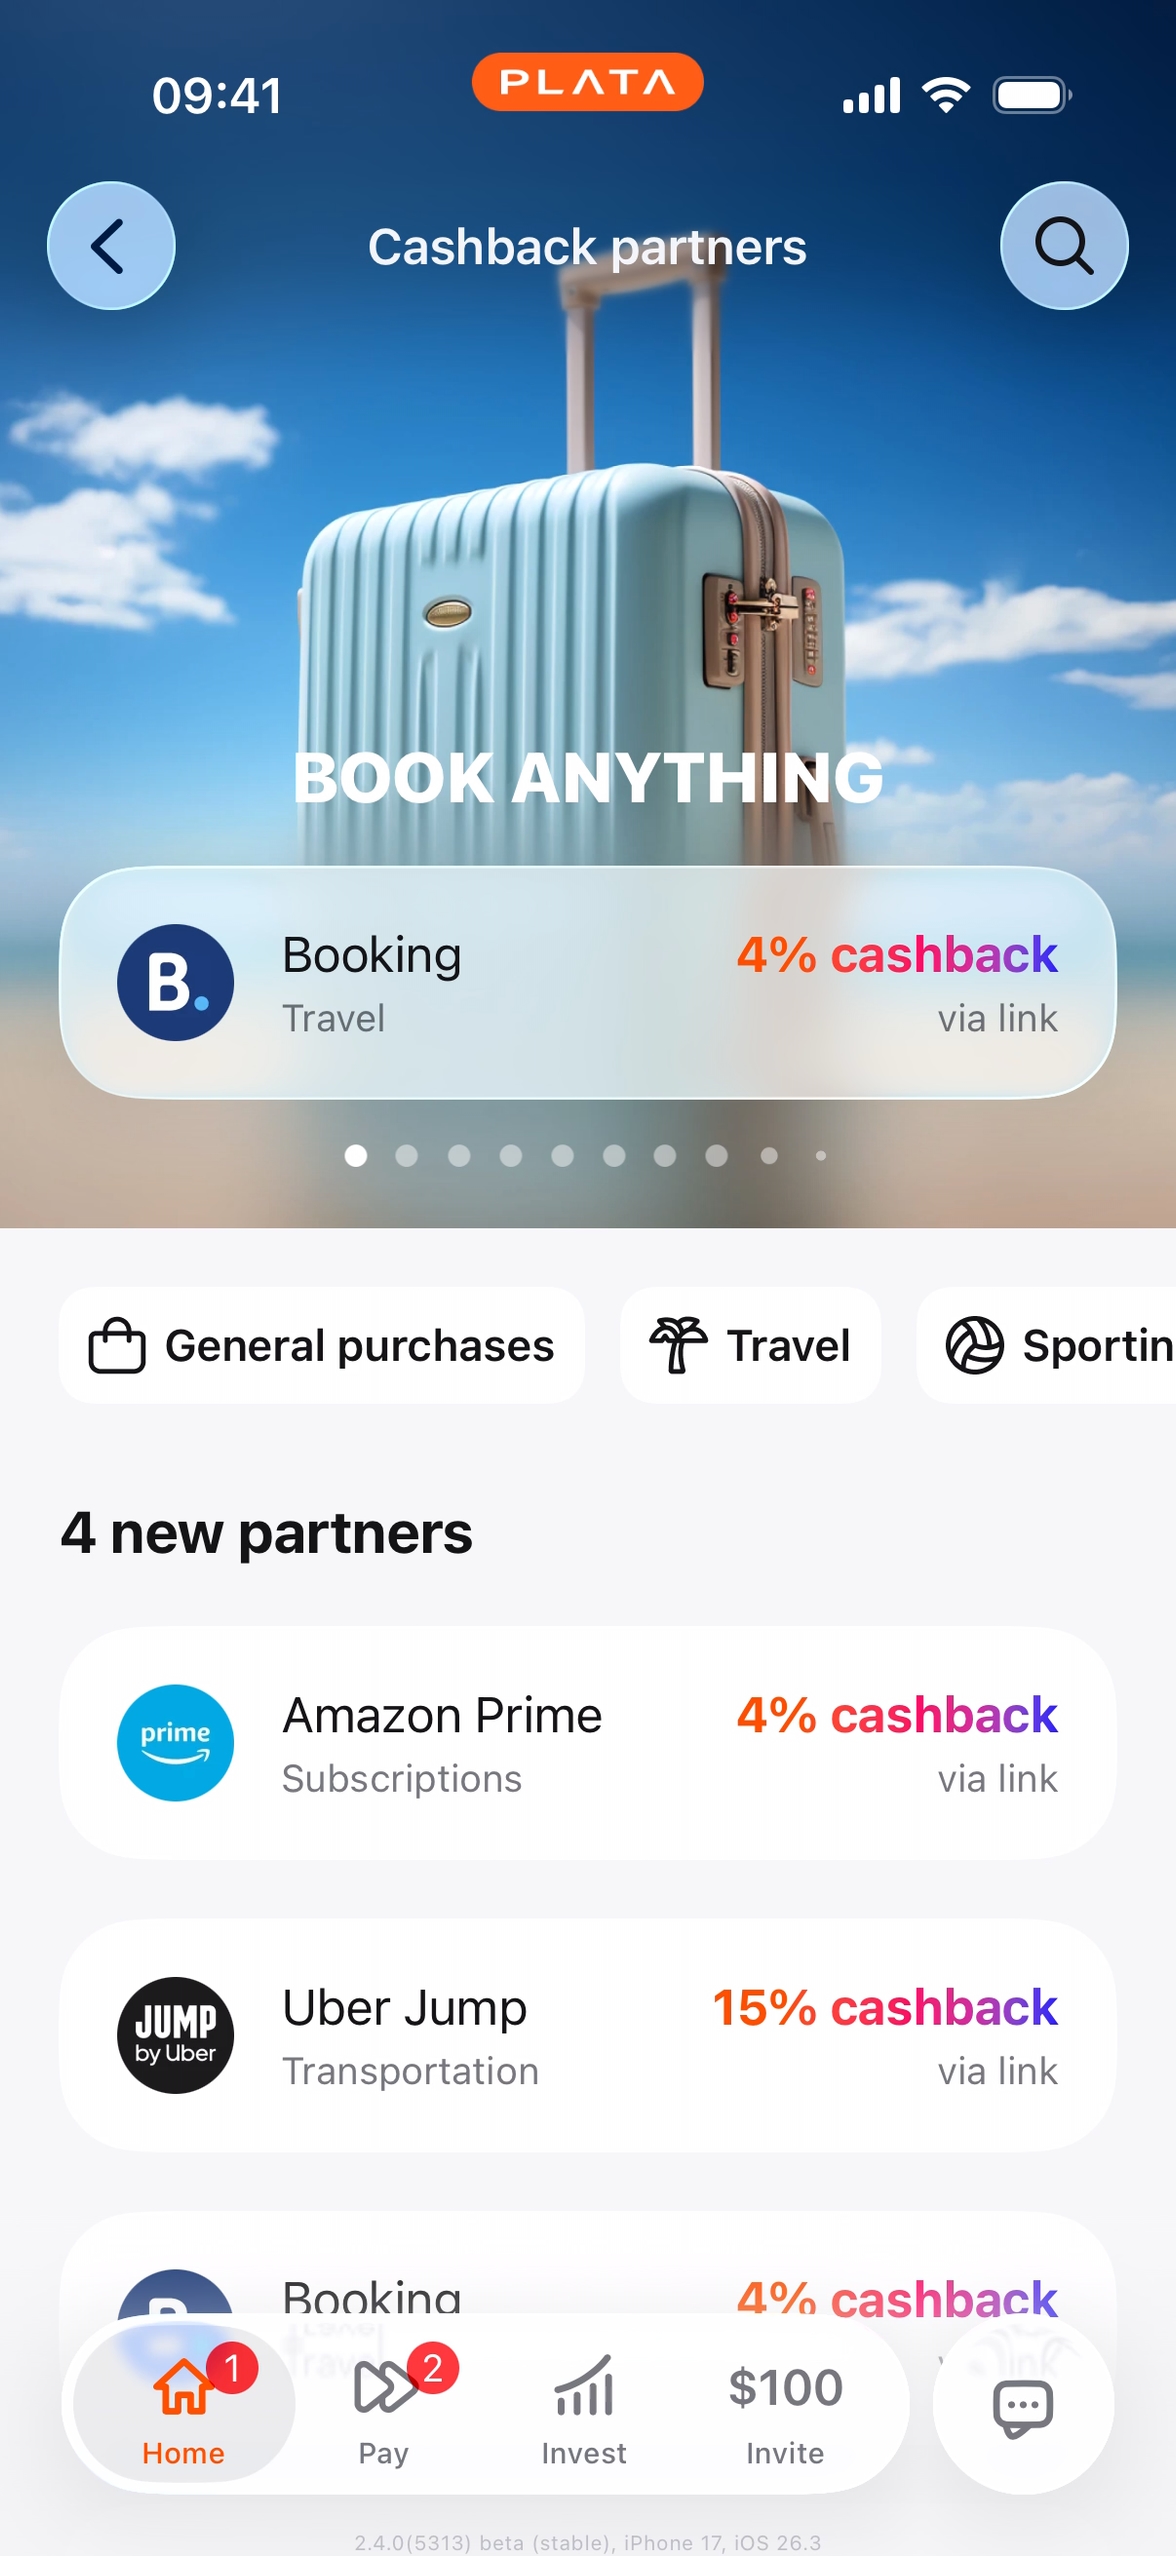 09:41
PLATA
Cashback partners
BOOK ANYTHING
B.
Booking
4% cashback
Travel
via link
General purchases
Travel
Sportin
4 new partners
prime
Amazon Prime
4% cashback
Subscriptions
via link
JUMP
by Uber
Uber Jump
15% cashback
Transportation
via link
Booking
4% cashback
1
2
$100
Home
Pay
Invest
Invite
2.4.0(5313) beta (stable), iPhone 17, iOS 26.3